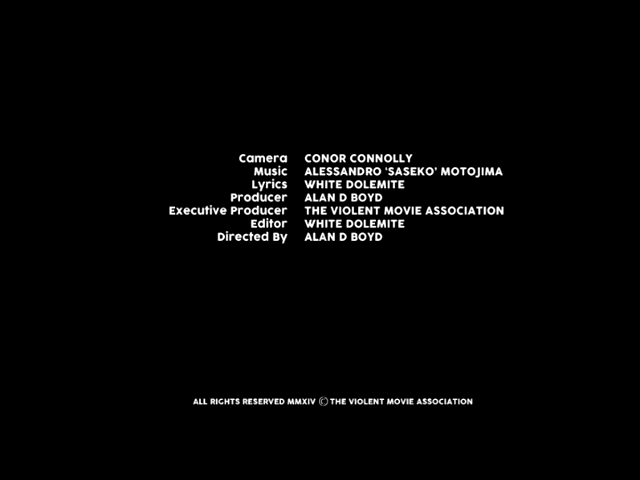 Camera CONOR CONNOLLY
Music ALESSANDRO ‘SASEKO’ MOTOJIMA
Lyrics WHITE DOLEMITE
Producer ALAN D BOYD
Executive Producer THE VIOLENT MOVIE ASSOCIATION
Editor WHITE DOLEMITE
Directed By ALAN D BOYD
ALL RIGHTS RESERVED MMXIV © THE VIOLENT MOVIE ASSOCIATION